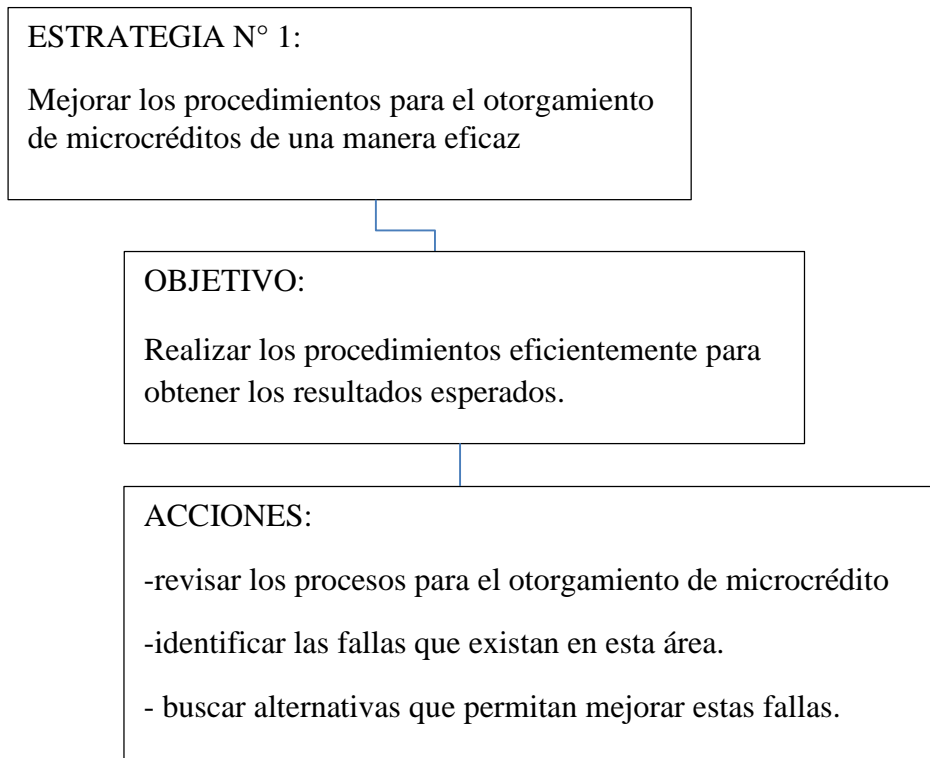 ESTRATEGIA N° 1:
Mejorar los procedimientos para el otorgamiento
de microcréditos de una manera eficaz
OBJETIVO:
Realizar los procedimientos eficientemente para
obtener los resultados esperados.
ACCIONES:
-revisar los procesos para el otorgamiento de microcrédito
-identificar las fallas que existan en esta área.
- buscar alternativas que permitan mejorar estas fallas.